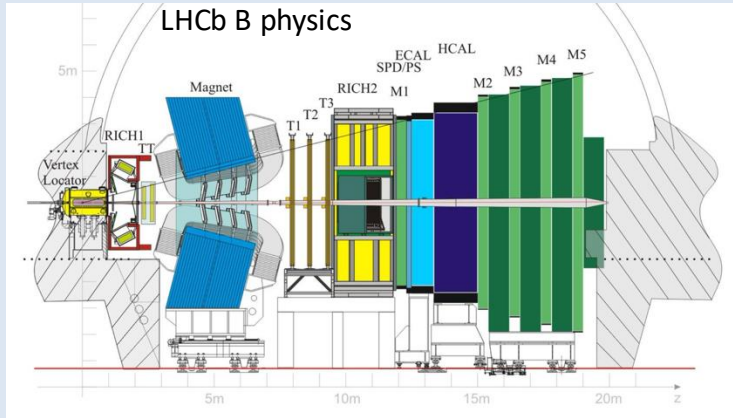 LHCb B physics
5m
Magnet
RICH1
TT
Vertex
Locator
T1
T2
T3
RICH2
SPD/PS
ECAL
HCAL
M1
M2
M3
M4
M5
5m
10m
15m
20m
z